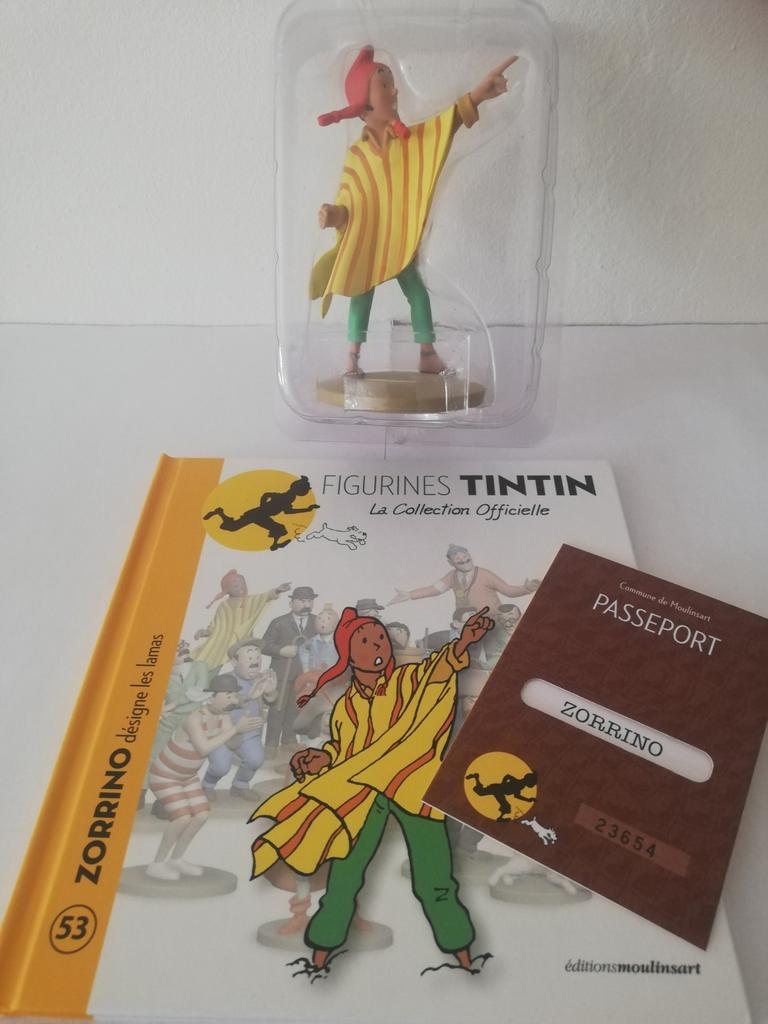 FIGURINES TINTIN
La Collection Officielle
ZORRINO désigne les lamas
53
Commune de Moulinsart
PASSEPORT
ZORRINO
23654
éditionsmoulinsart